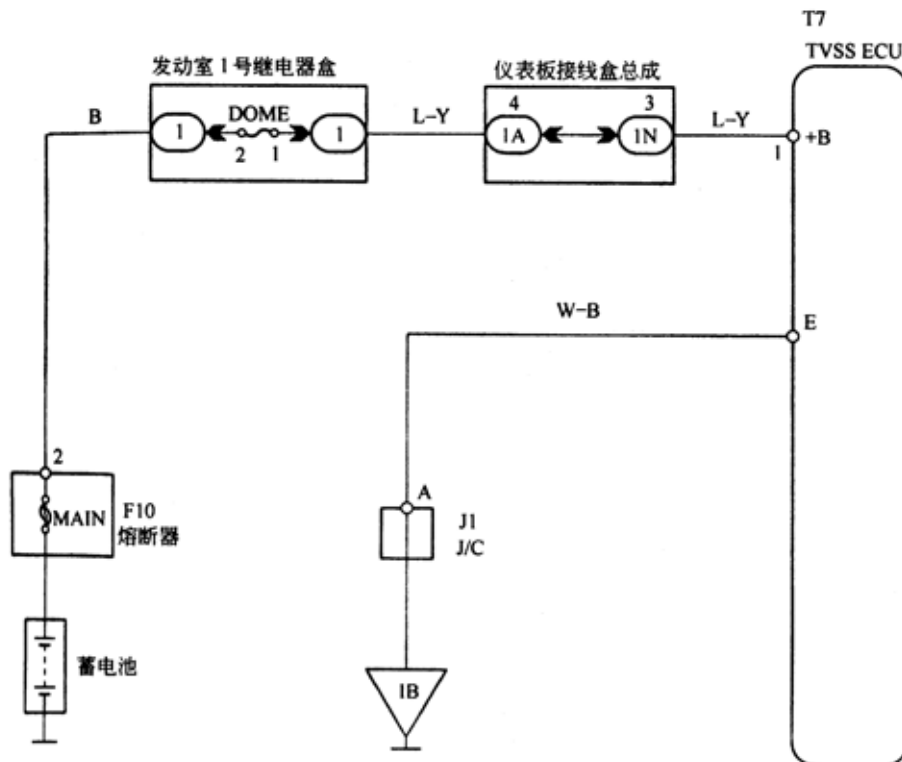 T7
TVSS ECU
发动室1号继电器盒
仪表板接线盒总成
B
1
DOME
2
1
1
L-Y
4
1A
3
1N
L-Y
1
+B
W-B
E
2
MAIN
F10
熔断器
A
J1
J/C
蓄电池
1B